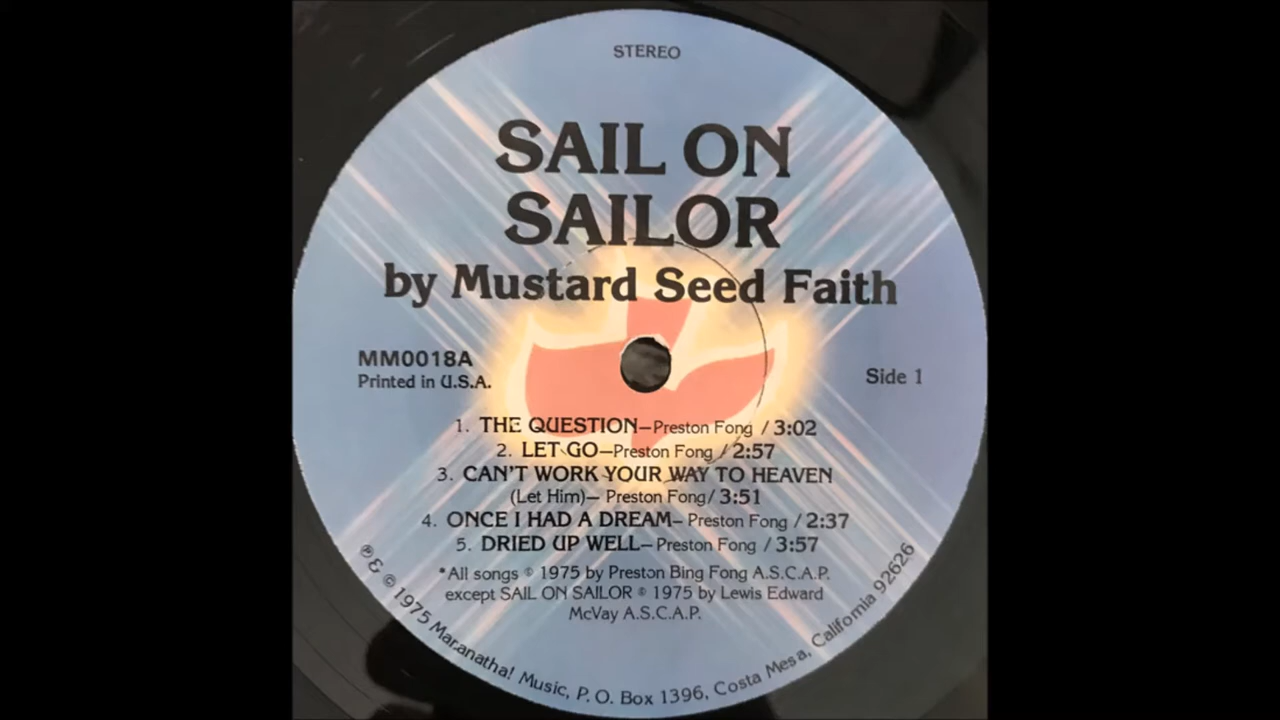 STEREO
SAIL ON
SAILOR
by Mustard Seed Faith
MM0018A
Printed in U.S.A.
Side 1
1. THE QUESTION—Preston Fong / 3:02
2. LET GO—Preston Fong / 2:57
3. CAN'T WORK YOUR WAY TO HEAVEN
(Let Him)— Preston Fong/ 3:51
4. ONCE I HAD A DREAM— Preston Fong / 2:37
5. DRIED UP WELL—Preston Fong / 3:57
*All songs © 1975 by Preston Bing Fong A.S.C.A.P.
except SAIL ON SAILOR © 1975 by Lewis Edward
McVay A.S.C.A.P.
℗ & © 1975 Maranatha! Music, P. O. Box 1396, Costa Mesa, California 92626